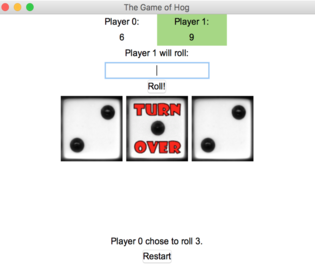 The Game of Hog
Player 0: Player 1:
6 9
Player 1 will roll:
Roll!
TURN
OVER
Player 0 chose to roll 3.
Restart